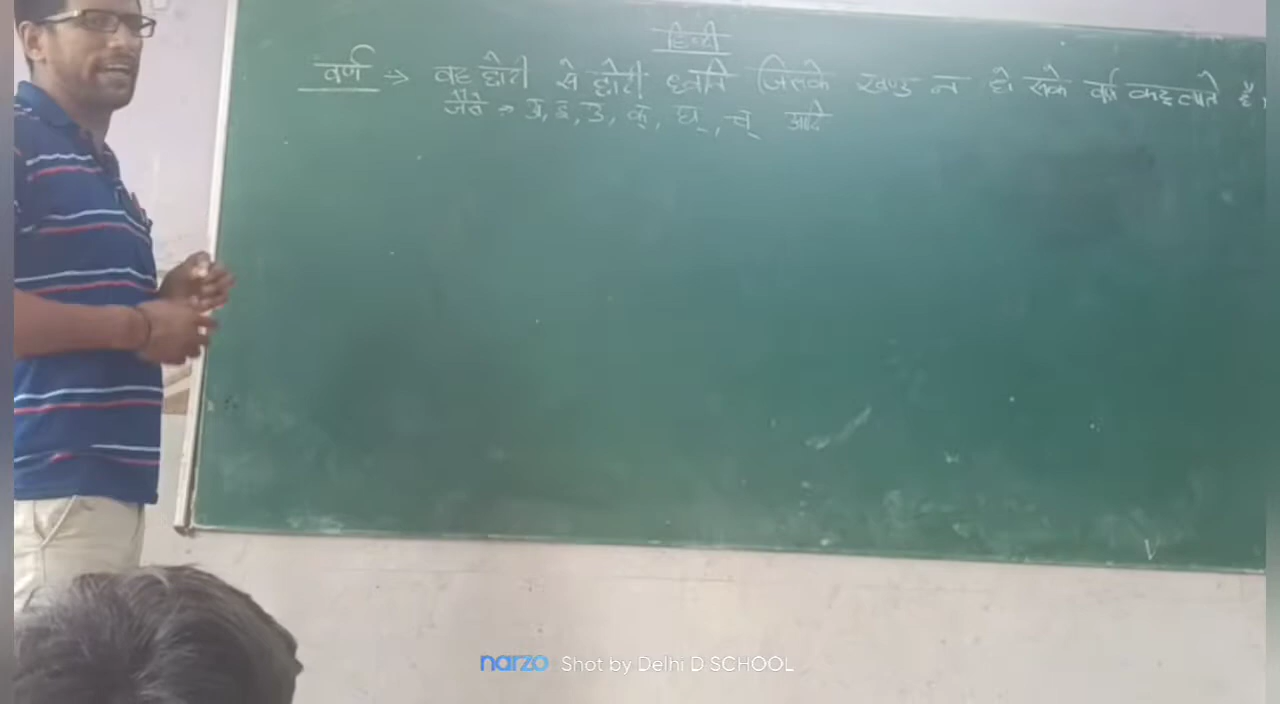 हिन्दी
वर्ण → वह छोटी से छोटी ध्वनि जिसके खण्ड न हो सके वर्ण कहलाते है।
जैसे → अ, इ, उ, क्, घ्, च् आदि
V
narzo Shot by Delhi D SCHOOL